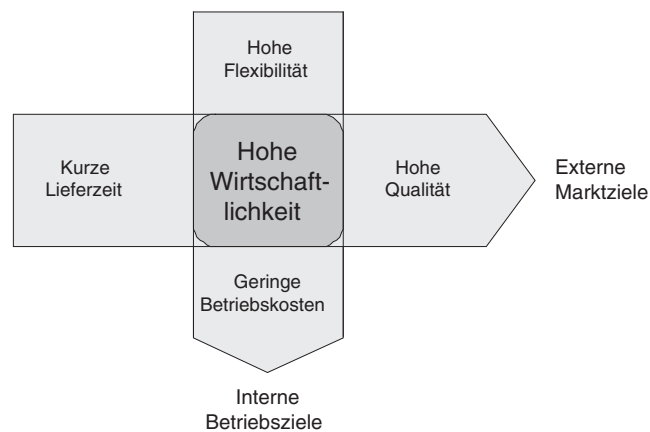 Hohe
Flexibilität
Kurze
Lieferzeit
Hohe
Wirtschaft-
lichkeit
Hohe
Qualität
Externe
Marktziele
Geringe
Betriebskosten
Interne
Betriebsziele